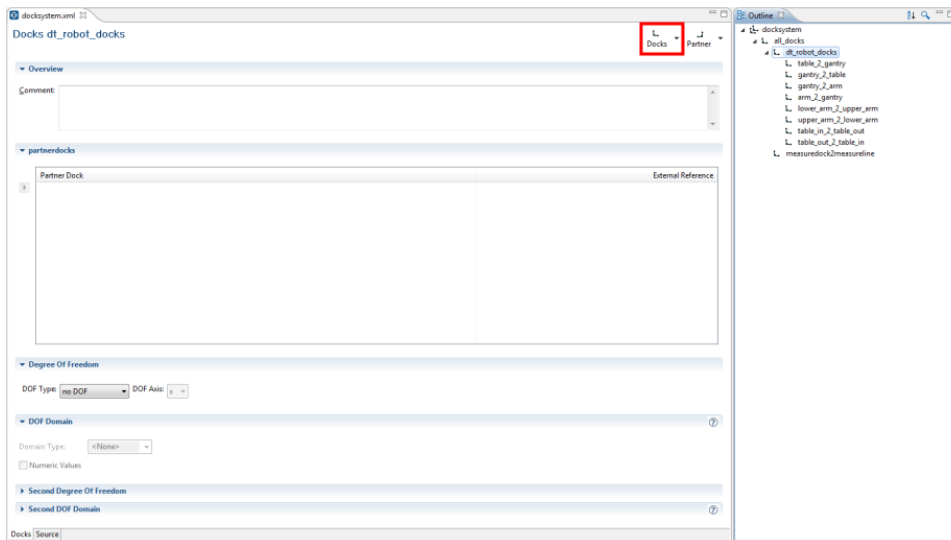 docksystem.xml
Docks dt_robot_docks
Docks
Partner
Overview
Comment:
partnerdocks
Partner Dock External Reference
Degree Of Freedom
DOF Type: no DOF DOF Axis: x
DOF Domain
Domain Type: <None>
Numeric Values
Second Degree Of Freedom
Second DOF Domain
Docks Source
Outline
docksystem
all_docks
dt_robot_docks
table_2_gantry
gantry_2_table
gantry_2_arm
arm_2_gantry
lower_arm_2_upper_arm
upper_arm_2_lower_arm
table_in_2_table_out
table_out_2_table_in
measuredock2measureline